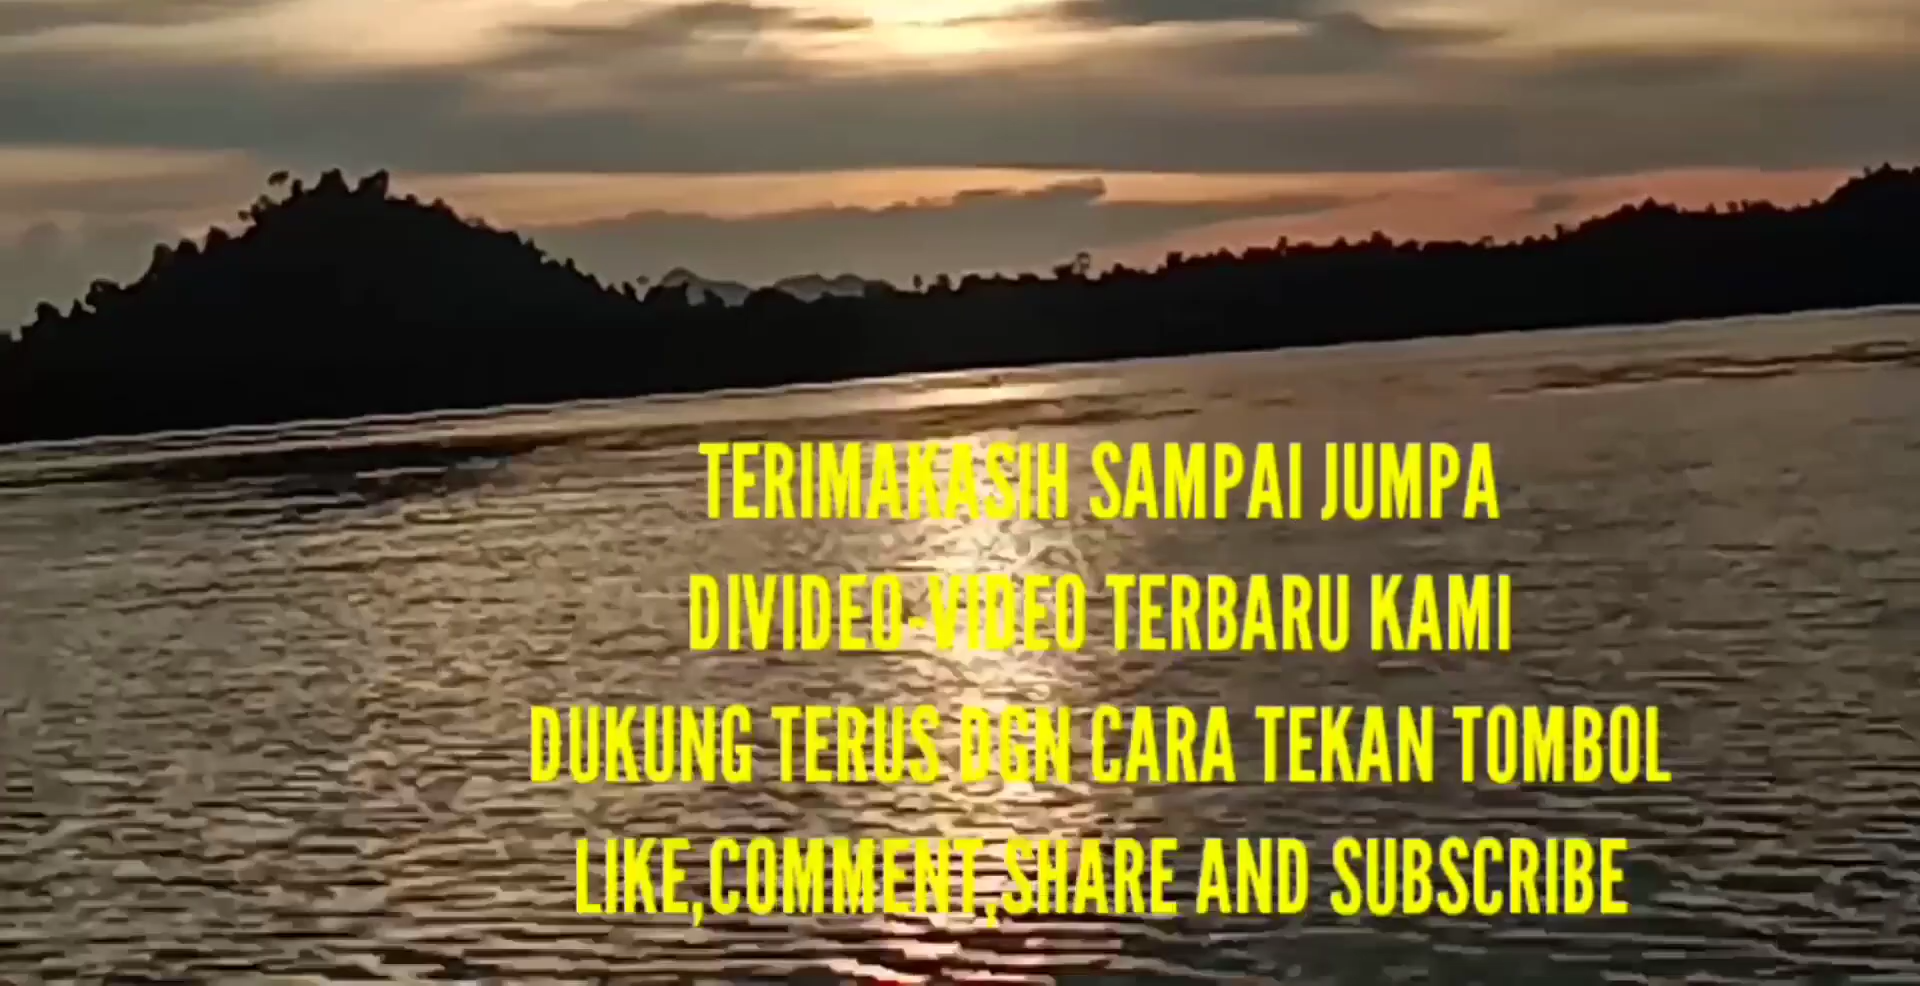 TERIMAKASIH SAMPAI JUMPA
DIVIDEO-VIDEO TERBARU KAMI
DUKUNG TERUS DGN CARA TEKAN TOMBOL
LIKE,COMMENT,SHARE AND SUBSCRIBE